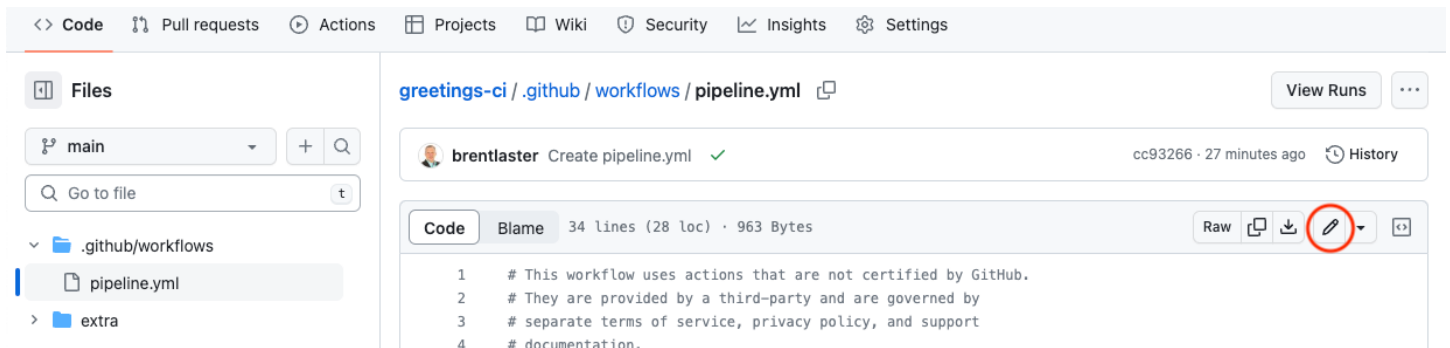 Code Pull requests Actions Projects Wiki Security Insights Settings
Files
main
Go to file t
.github/workflows
pipeline.yml
extra
greetings-ci / .github / workflows / pipeline.yml
View Runs
brentlaster Create pipeline.yml cc93266 · 27 minutes ago History
Code Blame 34 lines (28 loc) · 963 Bytes Raw
1 # This workflow uses actions that are not certified by GitHub.
2 # They are provided by a third-party and are governed by
3 # separate terms of service, privacy policy, and support
4 # documentation.